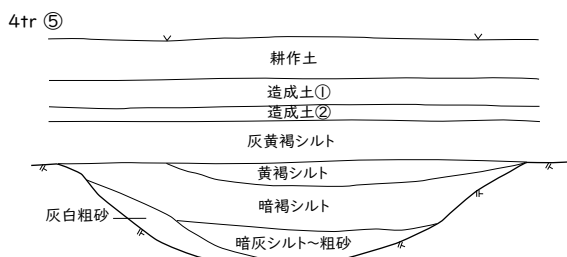 4tr ⑤
耕作土
造成土①
造成土②
灰黄褐シルト
黄褐シルト
暗褐シルト
灰白粗砂
暗灰シルト～粗砂